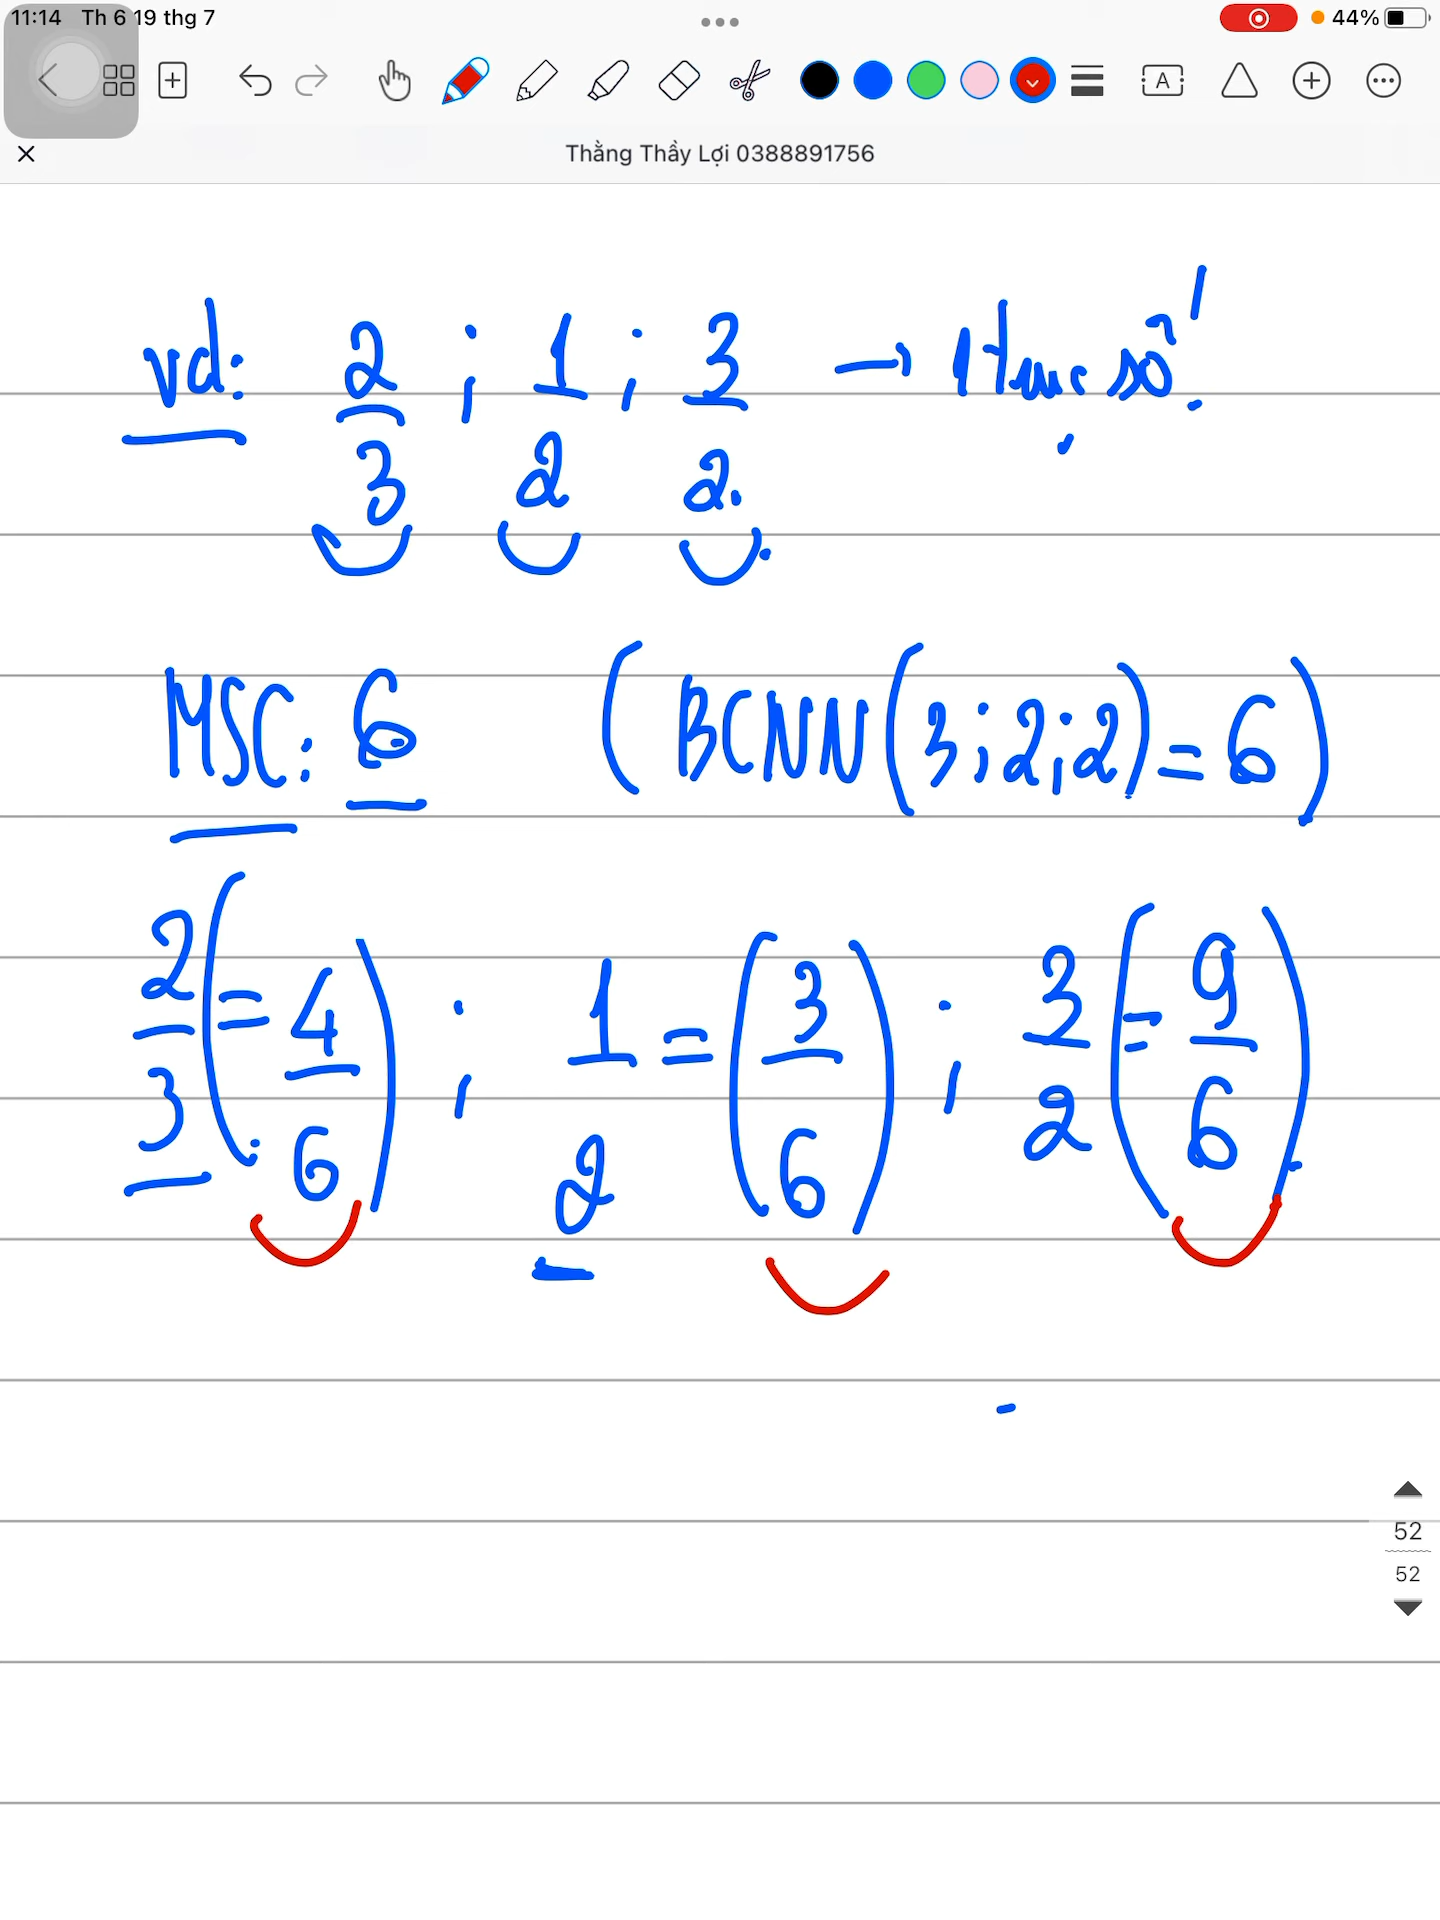 11:14 Th 6 19 thg 7 44%
A
Thằng Thầy Lợi 0388891756
vd: 2/3 ; 1/2 ; 3/2 → số
MSC: 6 (BCNN(3;2;2) = 6)
2/3 (= 4/6) ; 1/2 = (3/6) ; 3/2 (= 9/6)
52
52